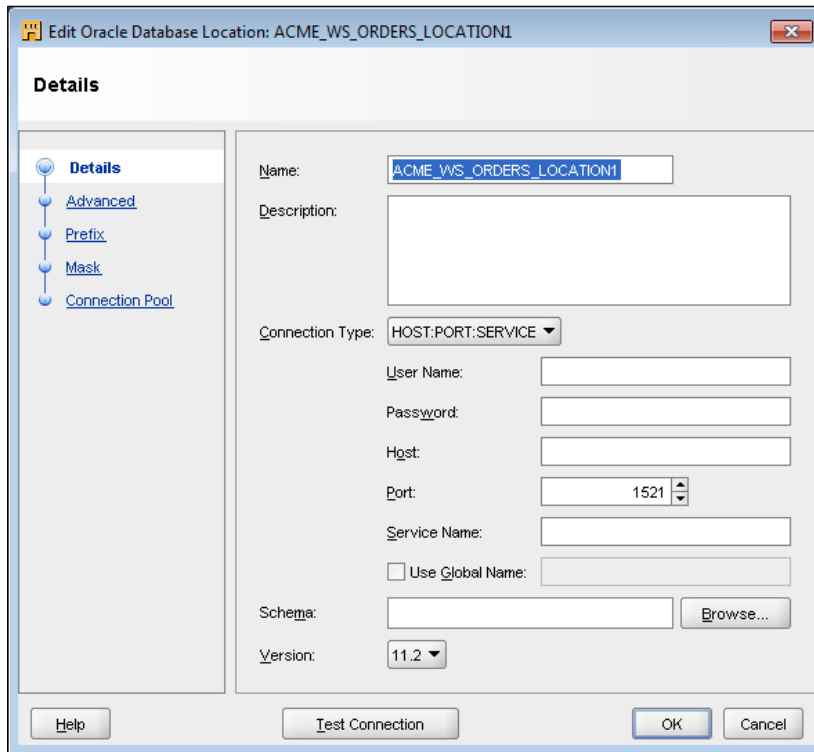 Edit Oracle Database Location: ACME_WS_ORDERS_LOCATION1
Details
Details
Advanced
Prefix
Mask
Connection Pool
Name: ACME_WS_ORDERS_LOCATION1
Description:
Connection Type: HOST:PORT:SERVICE
User Name:
Password:
Host:
Port: 1521
Service Name:
Use Global Name:
Schema: Browse...
Version: 11.2
Help Test Connection OK Cancel